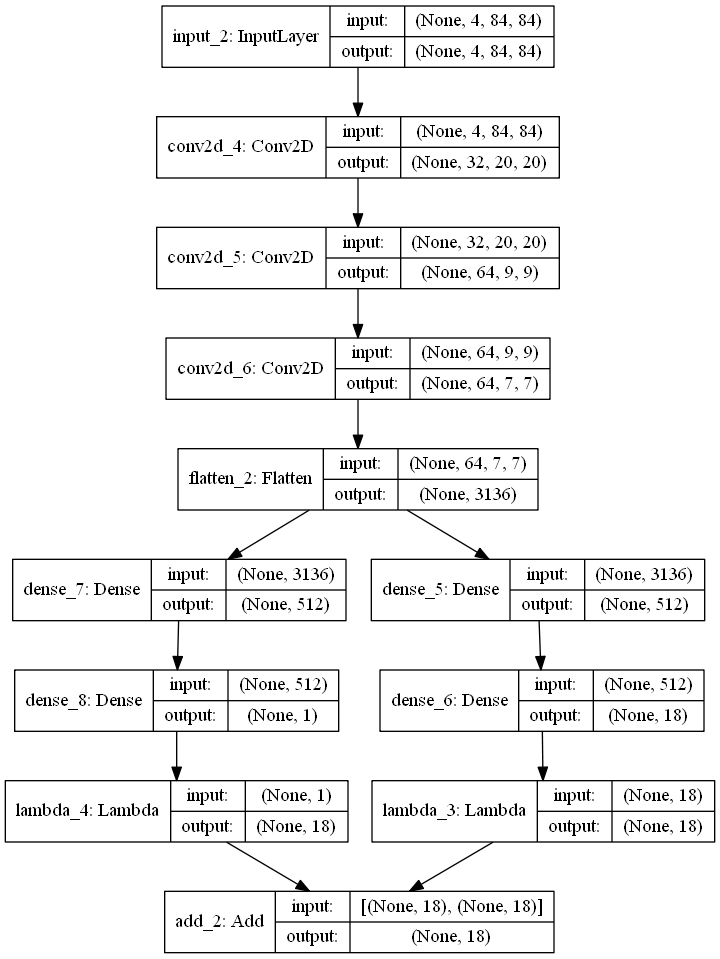 input_2: InputLayer
input: (None, 4, 84, 84)
output: (None, 4, 84, 84)
conv2d_4: Conv2D
input: (None, 4, 84, 84)
output: (None, 32, 20, 20)
conv2d_5: Conv2D
input: (None, 32, 20, 20)
output: (None, 64, 9, 9)
conv2d_6: Conv2D
input: (None, 64, 9, 9)
output: (None, 64, 7, 7)
flatten_2: Flatten
input: (None, 64, 7, 7)
output: (None, 3136)
dense_7: Dense
input: (None, 3136)
output: (None, 512)
dense_5: Dense
input: (None, 3136)
output: (None, 512)
dense_8: Dense
input: (None, 512)
output: (None, 1)
dense_6: Dense
input: (None, 512)
output: (None, 18)
lambda_4: Lambda
input: (None, 1)
output: (None, 18)
lambda_3: Lambda
input: (None, 18)
output: (None, 18)
add_2: Add
input: [(None, 18), (None, 18)]
output: (None, 18)